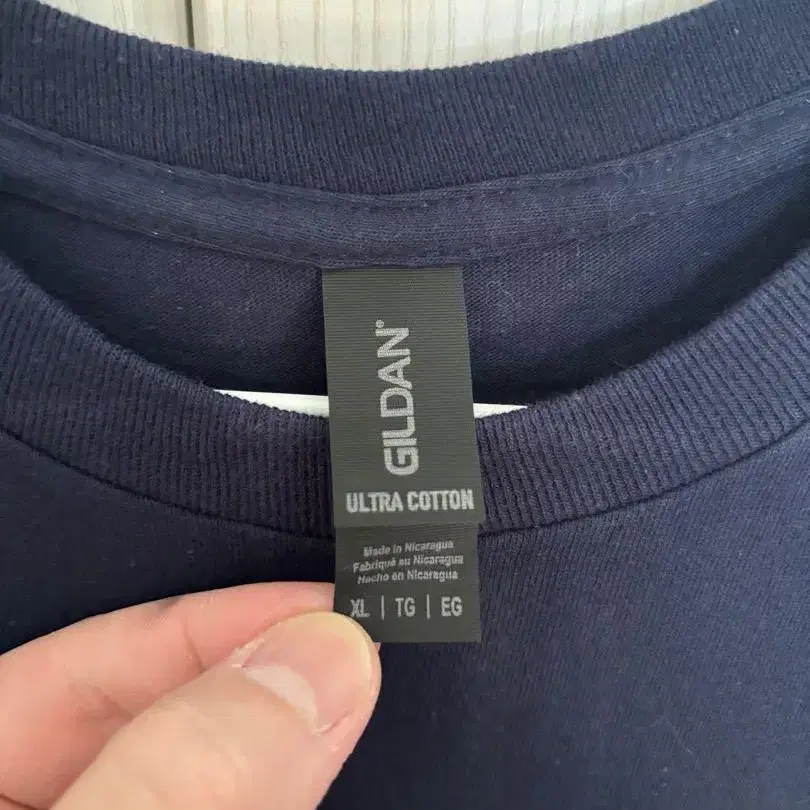 GILDAN®
ULTRA COTTON
Made in Nicaragua
Fabriqué au Nicaragua
Hecho en Nicaragua
XL | TG | EG